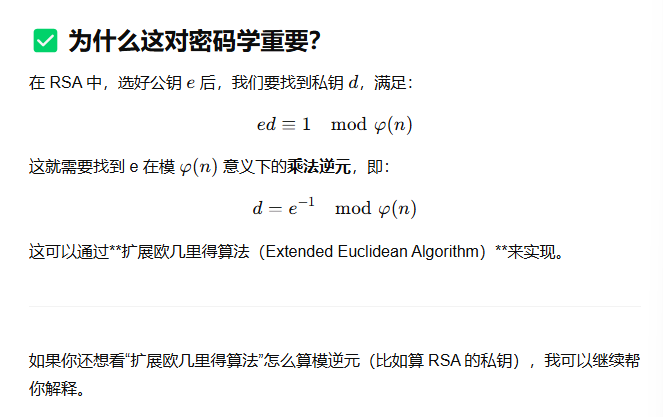 ✅ 为什么这对密码学重要？
在 RSA 中，选好公钥 e 后，我们要找到私钥 d，满足：
ed ≡ 1 mod φ(n)
这就需要找到 e 在模 φ(n) 意义下的乘法逆元，即：
d = e⁻¹ mod φ(n)
这可以通过**扩展欧几里得算法（Extended Euclidean Algorithm）**来实现。
如果你还想看“扩展欧几里得算法”怎么算模逆元（比如算 RSA 的私钥），我可以继续帮
你解释。